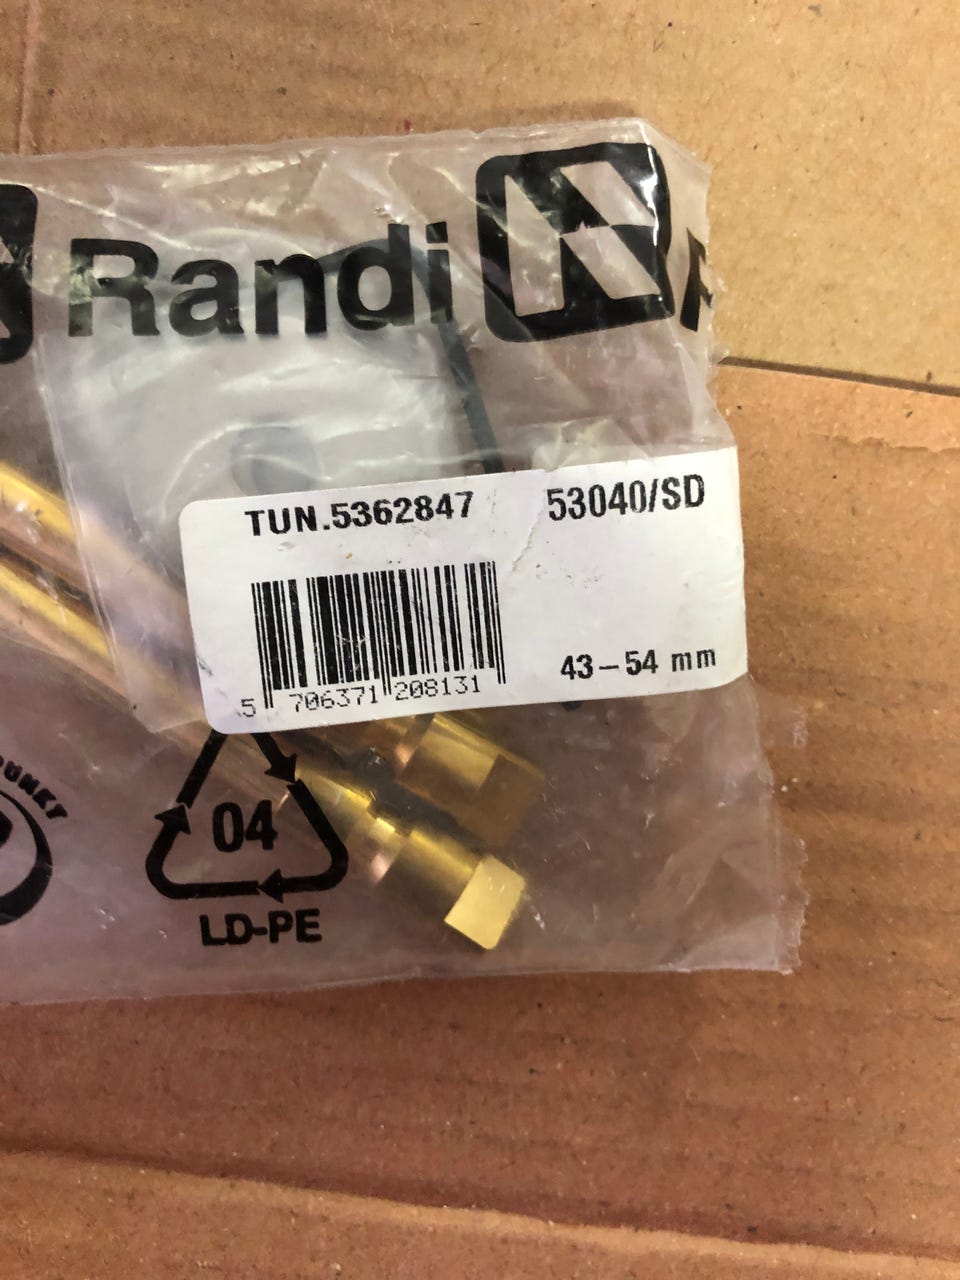 Randi
TUN.5362847
53040/SD
43-54 mm
5 706371 208131
04
LD-PE